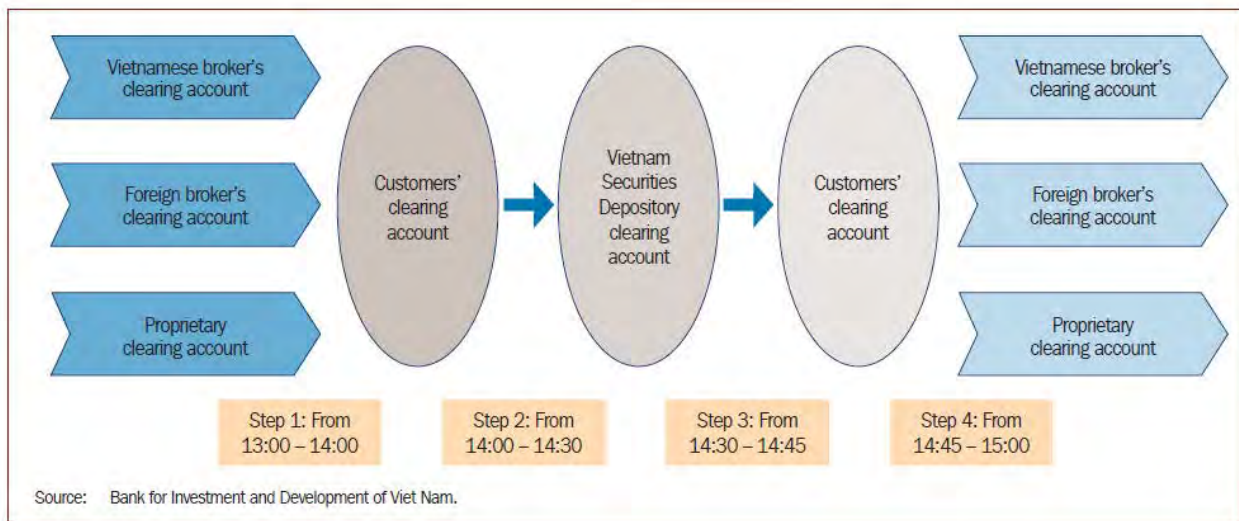 Vietnamese broker's
clearing account
Foreign broker's
clearing account
Proprietary
clearing account
Customers'
clearing
account
Vietnam
Securities
Depository
clearing
account
Customers'
clearing
account
Vietnamese broker's
clearing account
Foreign broker's
clearing account
Proprietary
clearing account
Step 1: From
13:00 – 14:00
Step 2: From
14:00 – 14:30
Step 3: From
14:30 – 14:45
Step 4: From
14:45 – 15:00
Source: Bank for Investment and Development of Viet Nam.